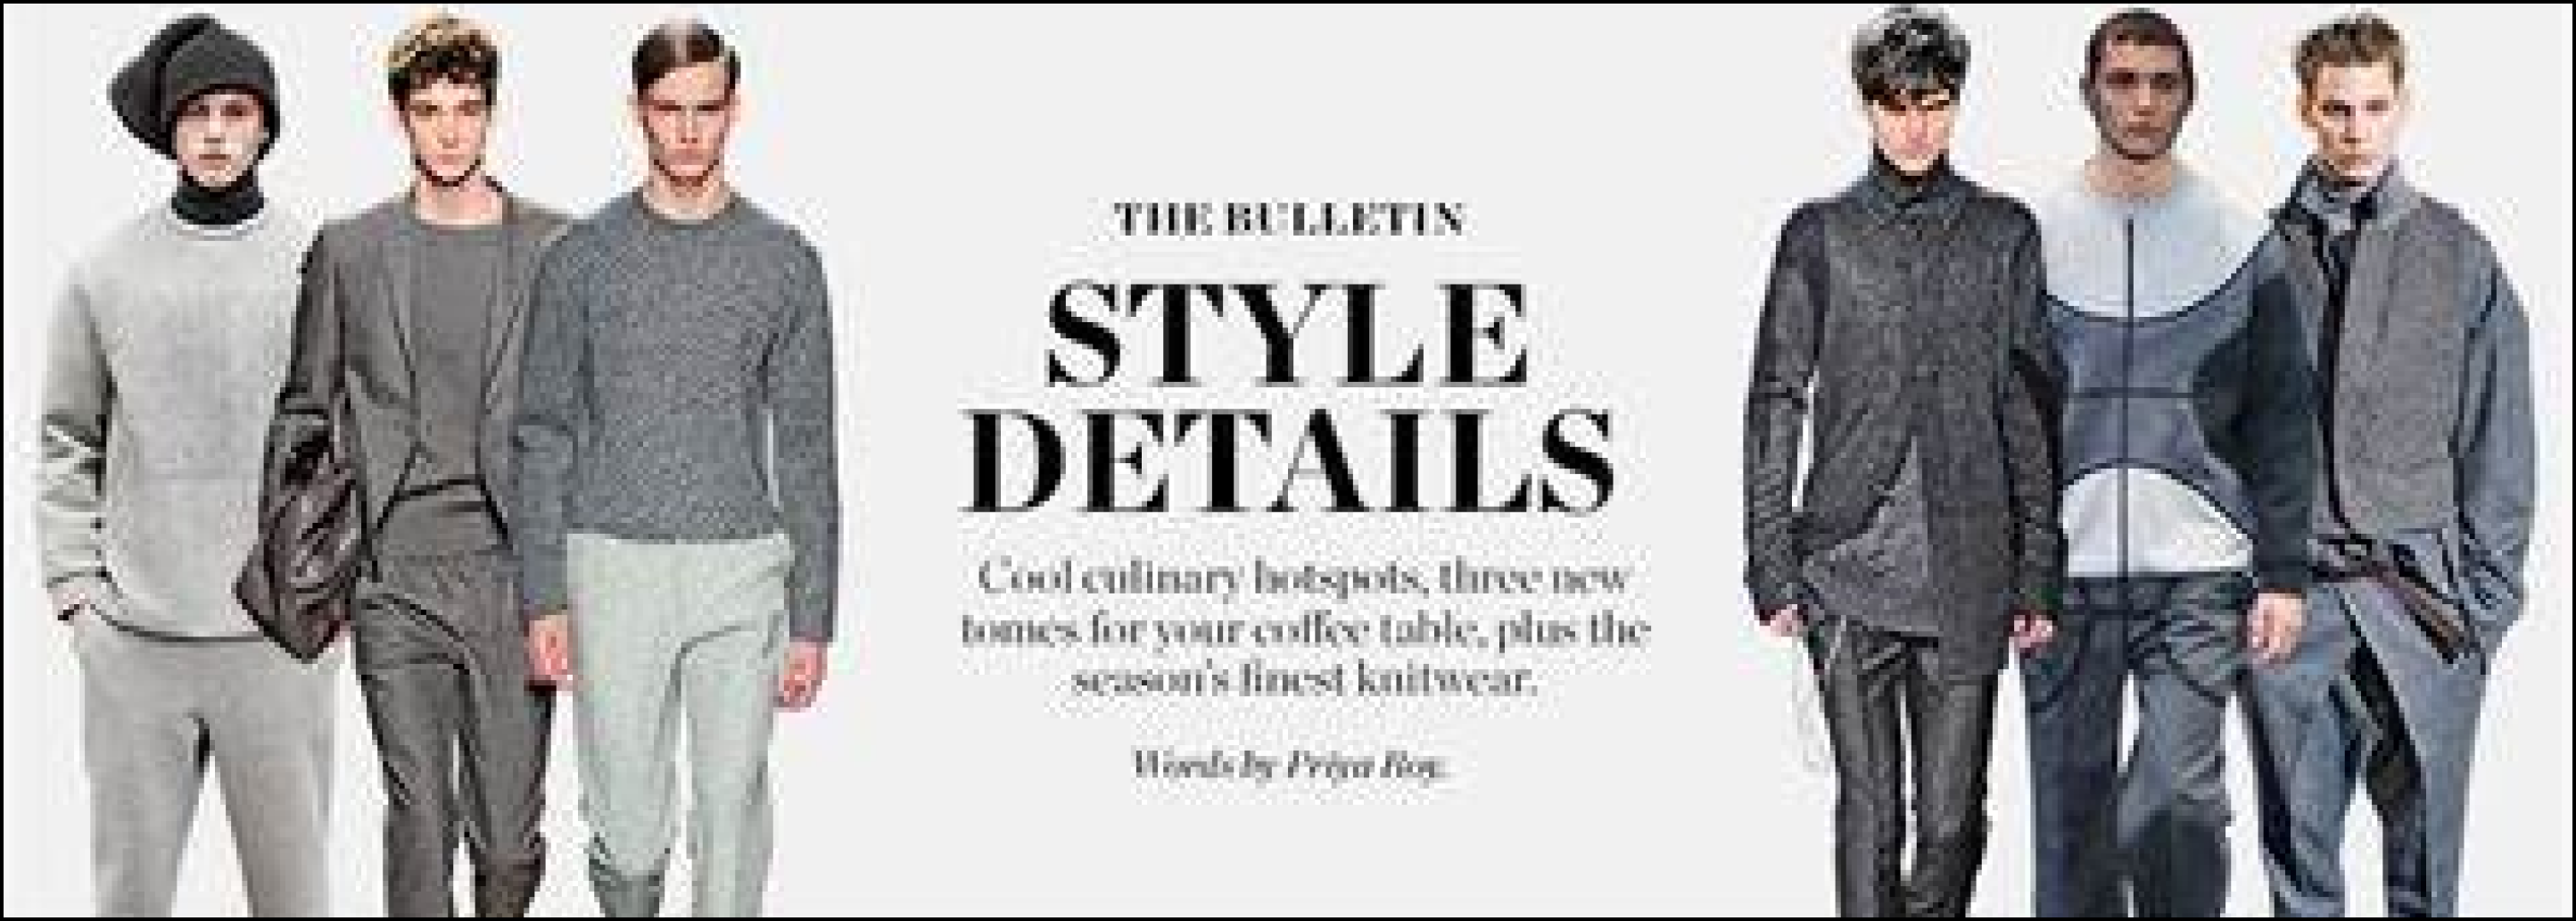 THE BULLETIN
STYLE
DETAILS
Cool culinary hotspots, three new
tomes for your coffee table, plus the
season's finest knitwear.
Words by Priya Roy.